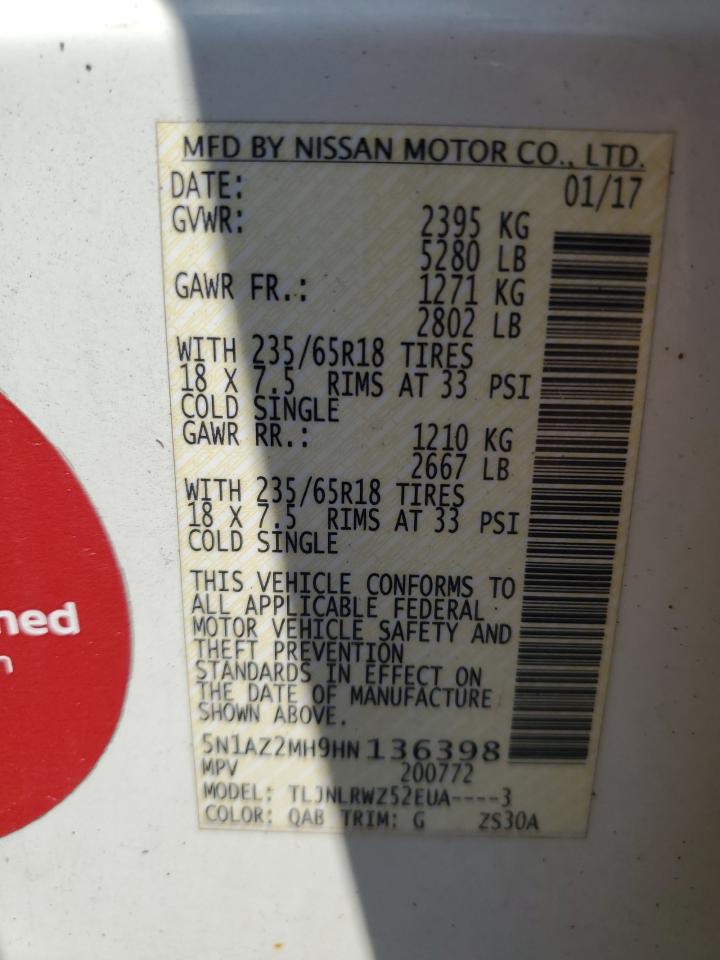 MFD BY NISSAN MOTOR CO., LTD.
DATE: 01/17
GVWR: 2395 KG
5280 LB
GAWR FR.: 1271 KG
2802 LB
WITH 235/65R18 TIRES
18 X 7.5 RIMS AT 33 PSI
COLD SINGLE
GAWR RR.: 1210 KG
2667 LB
WITH 235/65R18 TIRES
18 X 7.5 RIMS AT 33 PSI
COLD SINGLE
THIS VEHICLE CONFORMS TO
ALL APPLICABLE FEDERAL
MOTOR VEHICLE SAFETY AND
THEFT PREVENTION
STANDARDS IN EFFECT ON
THE DATE OF MANUFACTURE
SHOWN ABOVE.
5N1AZ2MH9HN136398
MPV 200772
MODEL: TLJNLRWZ52EUA----3
COLOR: QAB TRIM: G ZS30A
ned
n